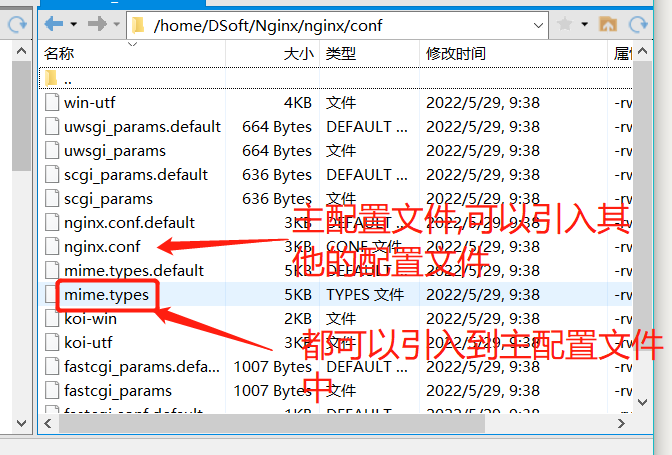 /home/DSoft/Nginx/nginx/conf
名称 大小 类型 修改时间 属
..
win-utf 4KB 文件 2022/5/29, 9:38 -rw
uwsgi_params.default 664 Bytes DEFAULT ... 2022/5/29, 9:38 -rw
uwsgi_params 664 Bytes 文件 2022/5/29, 9:38 -rw
scgi_params.default 636 Bytes DEFAULT ... 2022/5/29, 9:38 -rw
scgi_params 636 Bytes 文件 2022/5/29, 9:38 -rw
nginx.conf.default 3KB DEFAULT ... 2022/5/29, 9:38
主配置文件,可以引入其
nginx.conf 3KB CONF 文件 2022/5/29, 9:38 -rw
他的配置文件
mime.types.default 5KB DEFAULT ... 2022/5/29, 9:38 -rw
mime.types 5KB TYPES 文件 2022/5/29, 9:38 -rw
koi-win 2KB 文件 2022/5/29, 9:38 -rw
koi-utf 3KB 文件 2022/5/29, 9:38
都可以引入到主配置文件
fastcgi_params.defa... 1007 Bytes DEFAULT ... 2022/5/29, 9:38 -rw
中
fastcgi_params 1007 Bytes 文件 2022/5/29, 9:38 -rw
fastcgi.conf.default 1KB DEFAULT ... 2022/5/29, 9:38